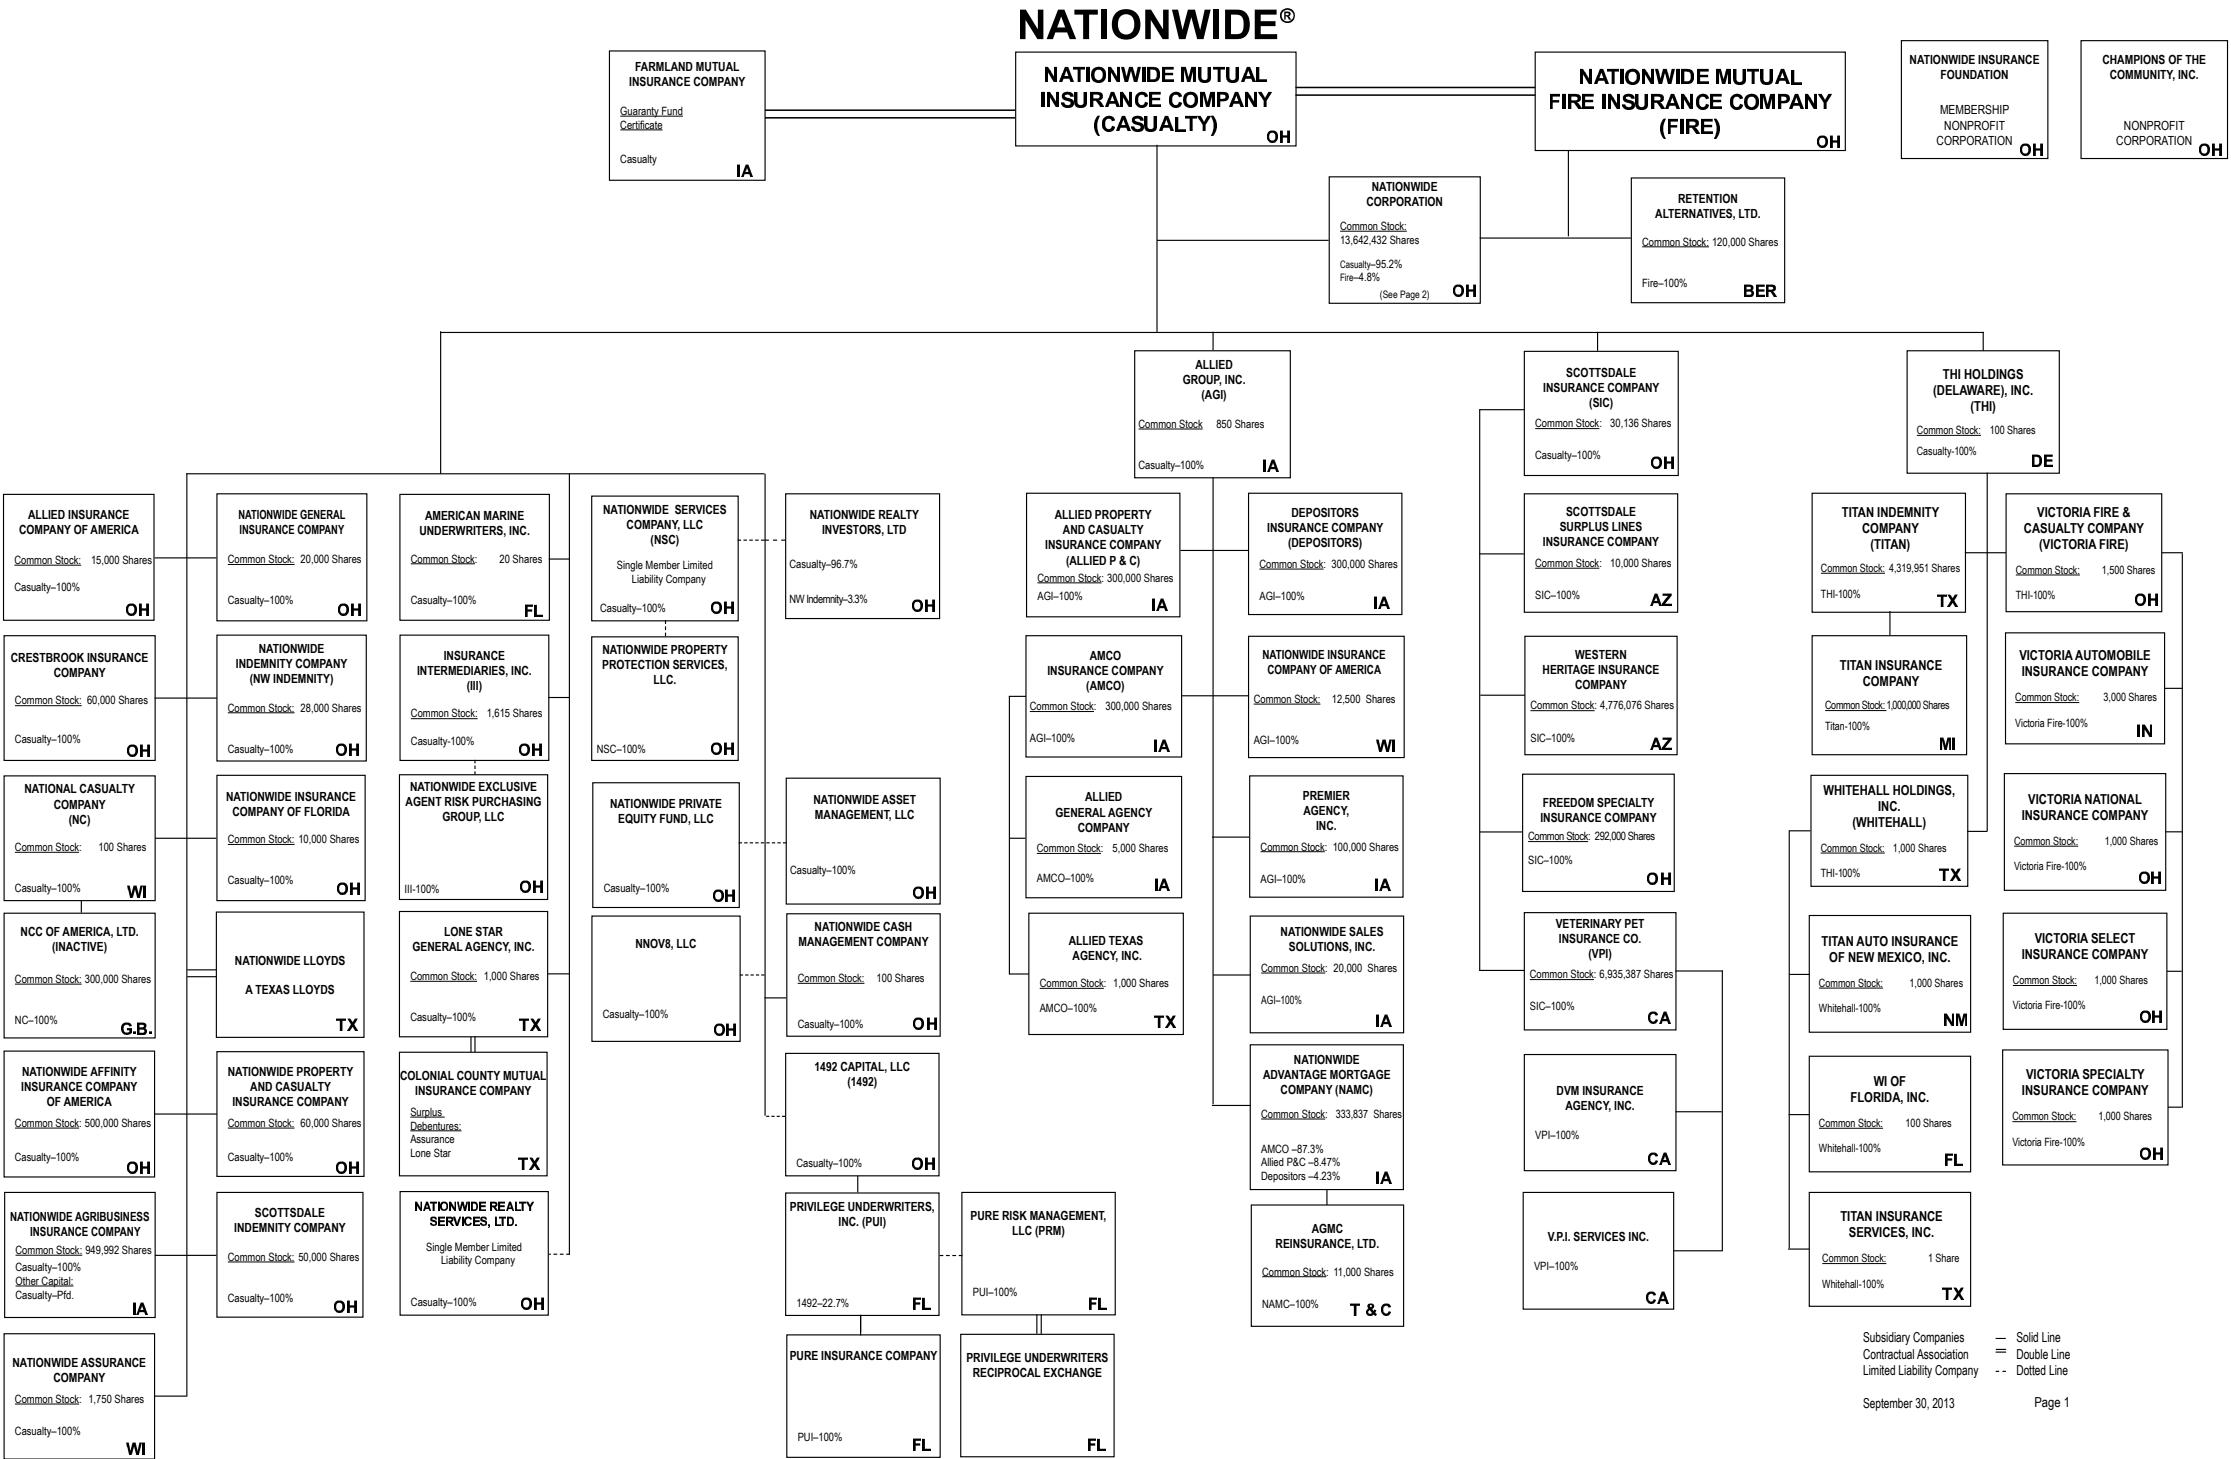 NATIONWIDE®
FARMLAND MUTUAL
INSURANCE COMPANY
Guaranty Fund
Certificate
Casualty
IA
NATIONWIDE MUTUAL
INSURANCE COMPANY
(CASUALTY)
OH
NATIONWIDE MUTUAL
FIRE INSURANCE COMPANY
(FIRE)
OH
NATIONWIDE INSURANCE
FOUNDATION
MEMBERSHIP
NONPROFIT
CORPORATION
OH
CHAMPIONS OF THE
COMMUNITY, INC.
NONPROFIT
CORPORATION
OH
NATIONWIDE
CORPORATION
Common Stock:
13,642,432 Shares
Casualty–95.2%
Fire–4.8%
(See Page 2)
OH
RETENTION
ALTERNATIVES, LTD.
Common Stock: 120,000 Shares
Fire–100%
BER
ALLIED
GROUP, INC.
(AGI)
Common Stock 850 Shares
Casualty–100%
IA
SCOTTSDALE
INSURANCE COMPANY
(SIC)
Common Stock: 30,136 Shares
Casualty–100%
OH
THI HOLDINGS
(DELAWARE), INC.
(THI)
Common Stock: 100 Shares
Casualty-100%
DE
ALLIED INSURANCE
COMPANY OF AMERICA
Common Stock: 15,000 Shares
Casualty–100%
OH
NATIONWIDE GENERAL
INSURANCE COMPANY
Common Stock: 20,000 Shares
Casualty–100%
OH
AMERICAN MARINE
UNDERWRITERS, INC.
Common Stock: 20 Shares
Casualty–100%
FL
NATIONWIDE SERVICES
COMPANY, LLC
(NSC)
Single Member Limited
Liability Company
Casualty–100%
OH
NATIONWIDE REALTY
INVESTORS, LTD
Casualty–96.7%
NW Indemnity–3.3%
OH
ALLIED PROPERTY
AND CASUALTY
INSURANCE COMPANY
(ALLIED P & C)
Common Stock: 300,000 Shares
AGI–100%
IA
DEPOSITORS
INSURANCE COMPANY
(DEPOSITORS)
Common Stock: 300,000 Shares
AGI–100%
IA
SCOTTSDALE
SURPLUS LINES
INSURANCE COMPANY
Common Stock: 10,000 Shares
SIC–100%
AZ
TITAN INDEMNITY
COMPANY
(TITAN)
Common Stock: 4,319,951 Shares
THI-100%
TX
VICTORIA FIRE &
CASUALTY COMPANY
(VICTORIA FIRE)
Common Stock: 1,500 Shares
THI-100%
OH
CRESTBROOK INSURANCE
COMPANY
Common Stock: 60,000 Shares
Casualty–100%
OH
NATIONWIDE
INDEMNITY COMPANY
(NW INDEMNITY)
Common Stock: 28,000 Shares
Casualty–100%
OH
INSURANCE
INTERMEDIARIES, INC.
(III)
Common Stock: 1,615 Shares
Casualty-100%
OH
NATIONWIDE PROPERTY
PROTECTION SERVICES,
LLC.
NSC–100%
OH
AMCO
INSURANCE COMPANY
(AMCO)
Common Stock: 300,000 Shares
AGI–100%
IA
NATIONWIDE INSURANCE
COMPANY OF AMERICA
Common Stock: 12,500 Shares
AGI–100%
WI
WESTERN
HERITAGE INSURANCE
COMPANY
Common Stock: 4,776,076 Shares
SIC–100%
AZ
TITAN INSURANCE
COMPANY
Common Stock: 1,000,000 Shares
Titan-100%
MI
VICTORIA AUTOMOBILE
INSURANCE COMPANY
Common Stock: 3,000 Shares
Victoria Fire-100%
IN
NATIONAL CASUALTY
COMPANY
(NC)
Common Stock: 100 Shares
Casualty–100%
WI
NATIONWIDE INSURANCE
COMPANY OF FLORIDA
Common Stock: 10,000 Shares
Casualty–100%
OH
NATIONWIDE EXCLUSIVE
AGENT RISK PURCHASING
GROUP, LLC
III-100%
OH
NATIONWIDE PRIVATE
EQUITY FUND, LLC
Casualty–100%
OH
NATIONWIDE ASSET
MANAGEMENT, LLC
Casualty–100%
OH
ALLIED
GENERAL AGENCY
COMPANY
Common Stock: 5,000 Shares
AMCO–100%
IA
PREMIER
AGENCY,
INC.
Common Stock: 100,000 Shares
AGI–100%
IA
FREEDOM SPECIALTY
INSURANCE COMPANY
Common Stock: 292,000 Shares
SIC–100%
OH
WHITEHALL HOLDINGS,
INC.
(WHITEHALL)
Common Stock: 1,000 Shares
THI-100%
TX
VICTORIA NATIONAL
INSURANCE COMPANY
Common Stock: 1,000 Shares
Victoria Fire-100%
OH
NCC OF AMERICA, LTD.
(INACTIVE)
Common Stock: 300,000 Shares
NC–100%
G.B.
NATIONWIDE LLOYDS
A TEXAS LLOYDS
TX
LONE STAR
GENERAL AGENCY, INC.
Common Stock: 1,000 Shares
Casualty–100%
TX
NNOV8, LLC
Casualty–100%
OH
NATIONWIDE CASH
MANAGEMENT COMPANY
Common Stock: 100 Shares
Casualty–100%
OH
ALLIED TEXAS
AGENCY, INC.
Common Stock: 1,000 Shares
AMCO–100%
TX
NATIONWIDE SALES
SOLUTIONS, INC.
Common Stock: 20,000 Shares
AGI–100%
IA
VETERINARY PET
INSURANCE CO.
(VPI)
Common Stock: 6,935,387 Shares
SIC–100%
CA
TITAN AUTO INSURANCE
OF NEW MEXICO, INC.
Common Stock: 1,000 Shares
Whitehall-100%
NM
VICTORIA SELECT
INSURANCE COMPANY
Common Stock: 1,000 Shares
Victoria Fire-100%
OH
NATIONWIDE AFFINITY
INSURANCE COMPANY
OF AMERICA
Common Stock: 500,000 Shares
Casualty–100%
OH
NATIONWIDE PROPERTY
AND CASUALTY
INSURANCE COMPANY
Common Stock: 60,000 Shares
Casualty–100%
OH
COLONIAL COUNTY MUTUAL
INSURANCE COMPANY
Surplus
Debentures:
Assurance
Lone Star
TX
1492 CAPITAL, LLC
(1492)
Casualty–100%
OH
NATIONWIDE
ADVANTAGE MORTGAGE
COMPANY (NAMC)
Common Stock: 333,837 Shares
AMCO –87.3%
Allied P&C –8.47%
Depositors –4.23%
IA
DVM INSURANCE
AGENCY, INC.
VPI–100%
CA
WI OF
FLORIDA, INC.
Common Stock: 100 Shares
Whitehall-100%
FL
VICTORIA SPECIALTY
INSURANCE COMPANY
Common Stock: 1,000 Shares
Victoria Fire-100%
OH
NATIONWIDE AGRIBUSINESS
INSURANCE COMPANY
Common Stock: 949,992 Shares
Casualty–100%
Other Capital:
Casualty–Pfd.
IA
SCOTTSDALE
INDEMNITY COMPANY
Common Stock: 50,000 Shares
Casualty–100%
OH
NATIONWIDE REALTY
SERVICES, LTD.
Single Member Limited
Liability Company
Casualty–100%
OH
PRIVILEGE UNDERWRITERS,
INC. (PUI)
1492–22.7%
FL
PURE RISK MANAGEMENT,
LLC (PRM)
PUI–100%
FL
AGMC
REINSURANCE, LTD.
Common Stock: 11,000 Shares
NAMC–100%
T & C
V.P.I. SERVICES INC.
VPI–100%
CA
TITAN INSURANCE
SERVICES, INC.
Common Stock: 1 Share
Whitehall-100%
TX
NATIONWIDE ASSURANCE
COMPANY
Common Stock: 1,750 Shares
Casualty–100%
WI
PURE INSURANCE COMPANY
PUI–100%
FL
PRIVILEGE UNDERWRITERS
RECIPROCAL EXCHANGE
FL
Subsidiary Companies — Solid Line
Contractual Association = Double Line
Limited Liability Company -- Dotted Line
September 30, 2013 Page 1